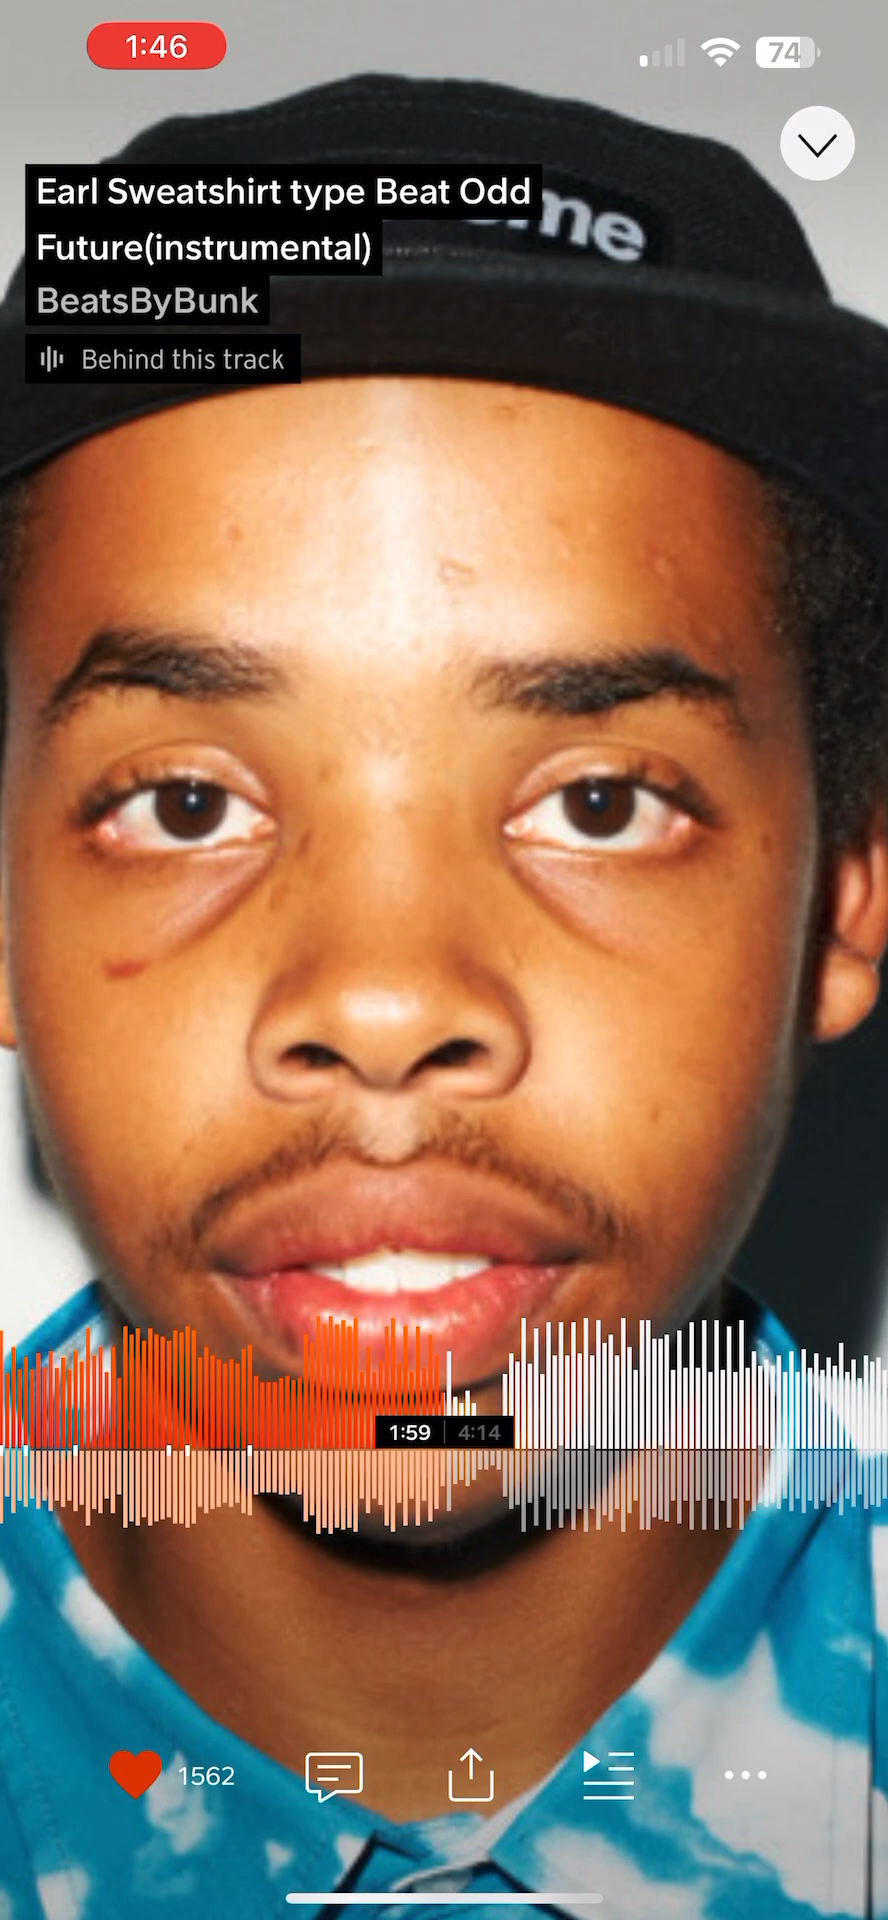 1:46
74
Earl Sweatshirt type Beat Odd
Future(instrumental)
BeatsByBunk
Behind this track
1:59 4:14
1562